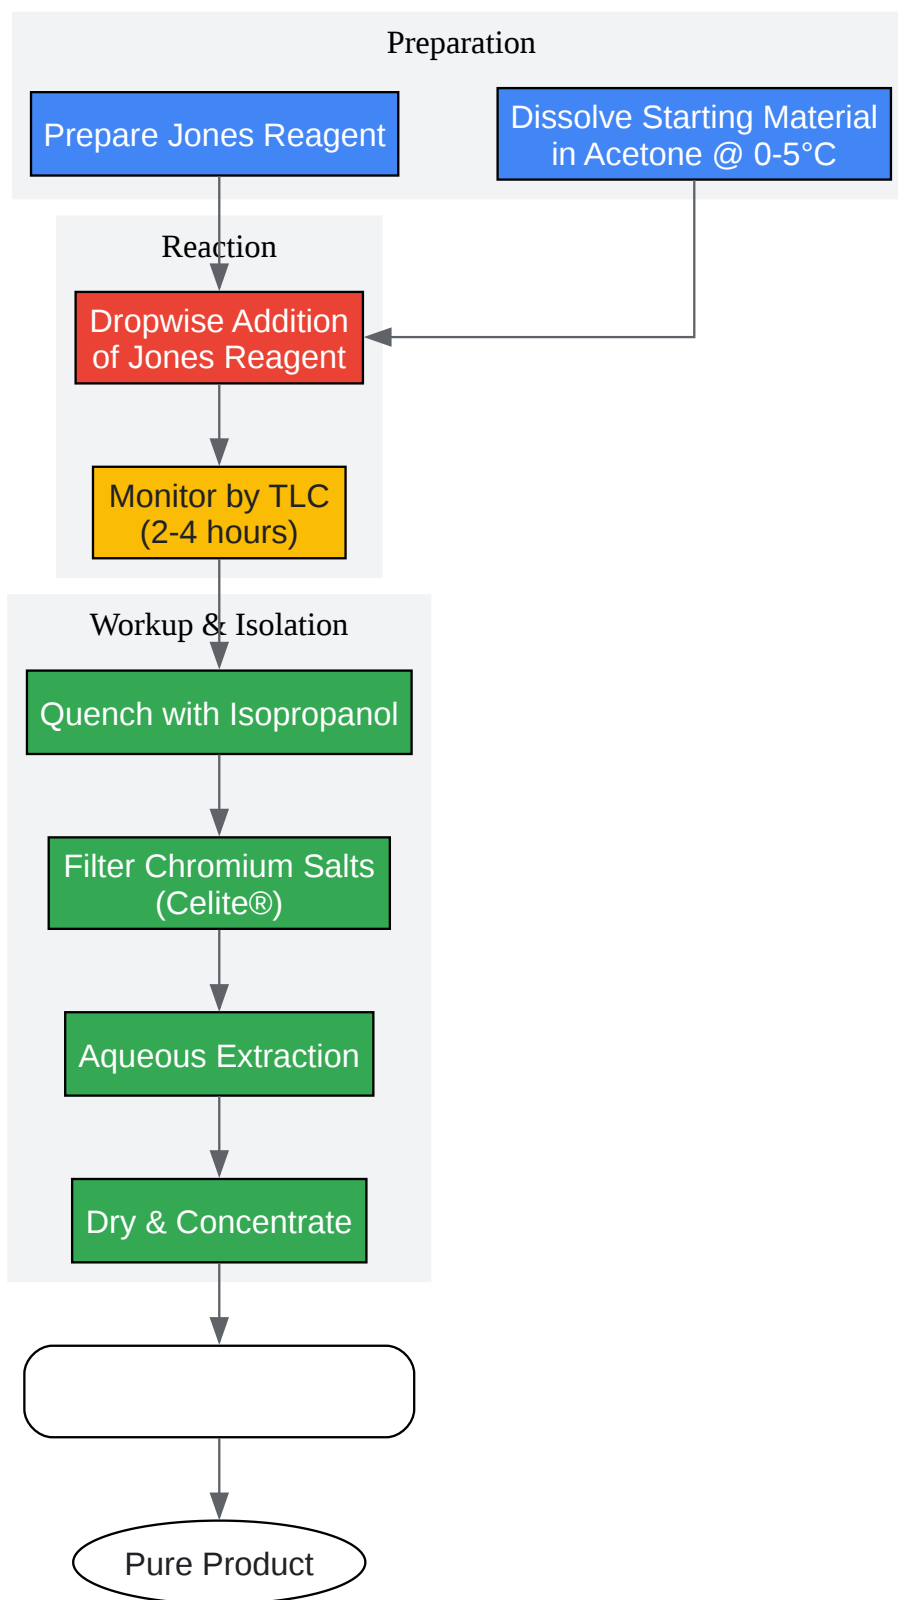 Preparation
Prepare Jones Reagent
Dissolve Starting Material
in Acetone @ 0-5°C
Reaction
Dropwise Addition
of Jones Reagent
Monitor by TLC
(2-4 hours)
Workup & Isolation
Quench with Isopropanol
Filter Chromium Salts
(Celite®)
Aqueous Extraction
Dry & Concentrate
Pure Product